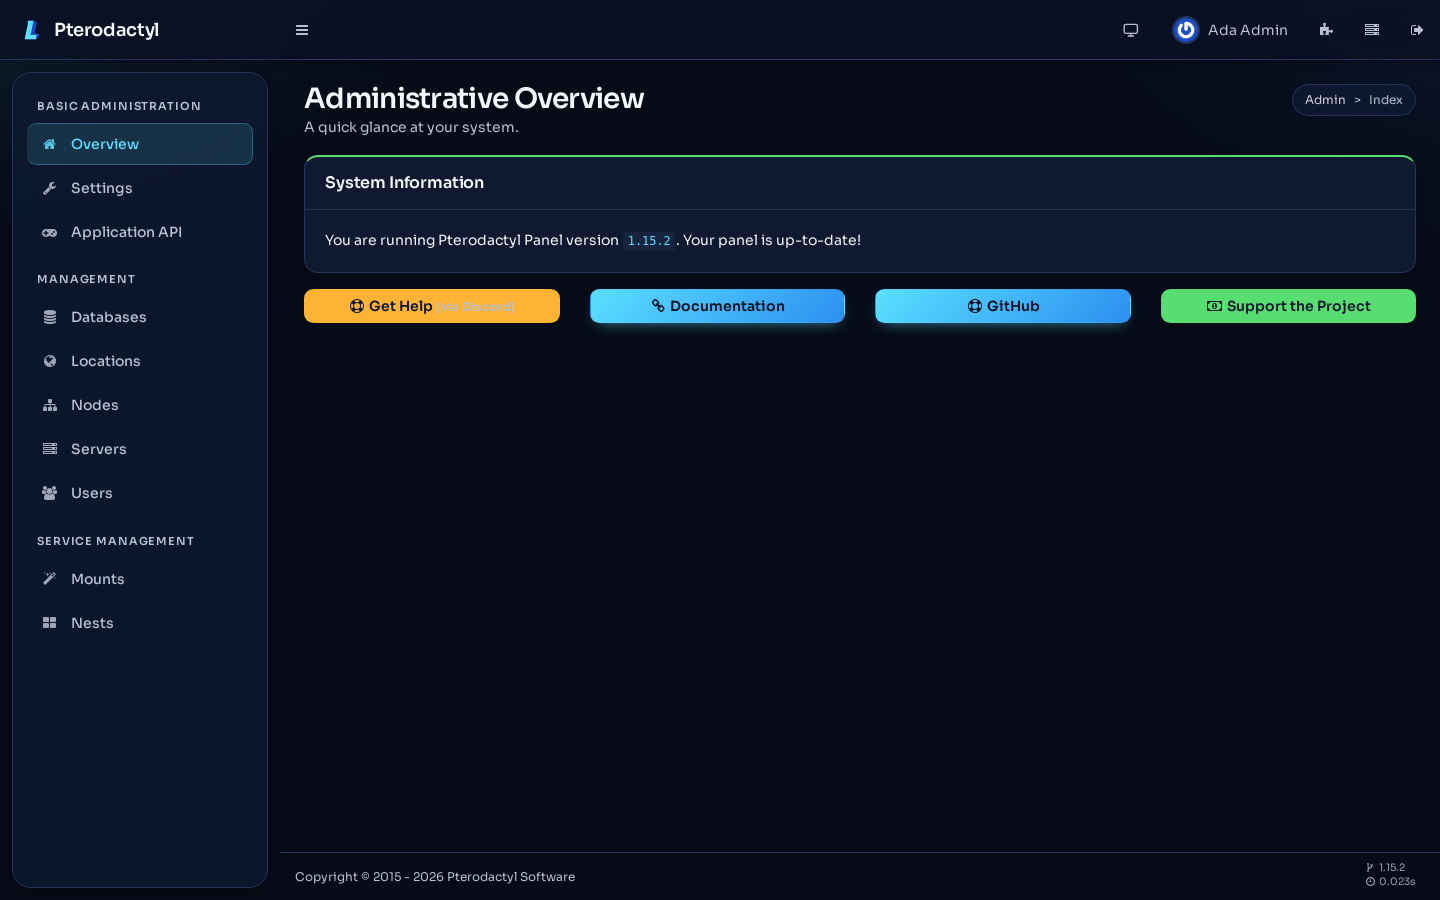 Pterodactyl
Ada Admin
BASIC ADMINISTRATION
Overview
Settings
Application API
MANAGEMENT
Databases
Locations
Nodes
Servers
Users
SERVICE MANAGEMENT
Mounts
Nests
Administrative Overview
A quick glance at your system.
Admin > Index
System Information
You are running Pterodactyl Panel version 1.15.2. Your panel is up-to-date!
Get Help (via Discord)
Documentation
GitHub
Support the Project
Copyright © 2015 - 2026 Pterodactyl Software
1.15.2
0.023s